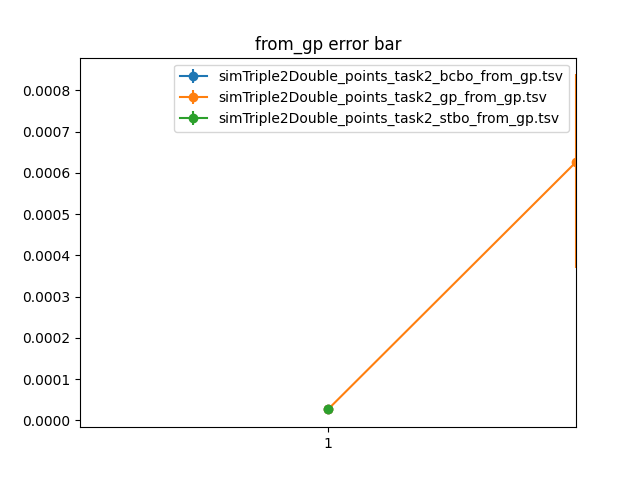 from_gp error bar
simTriple2Double_points_task2_bcbo_from_gp.tsv
simTriple2Double_points_task2_gp_from_gp.tsv
simTriple2Double_points_task2_stbo_from_gp.tsv
0.0008
0.0007
0.0006
0.0005
0.0004
0.0003
0.0002
0.0001
0.0000
1